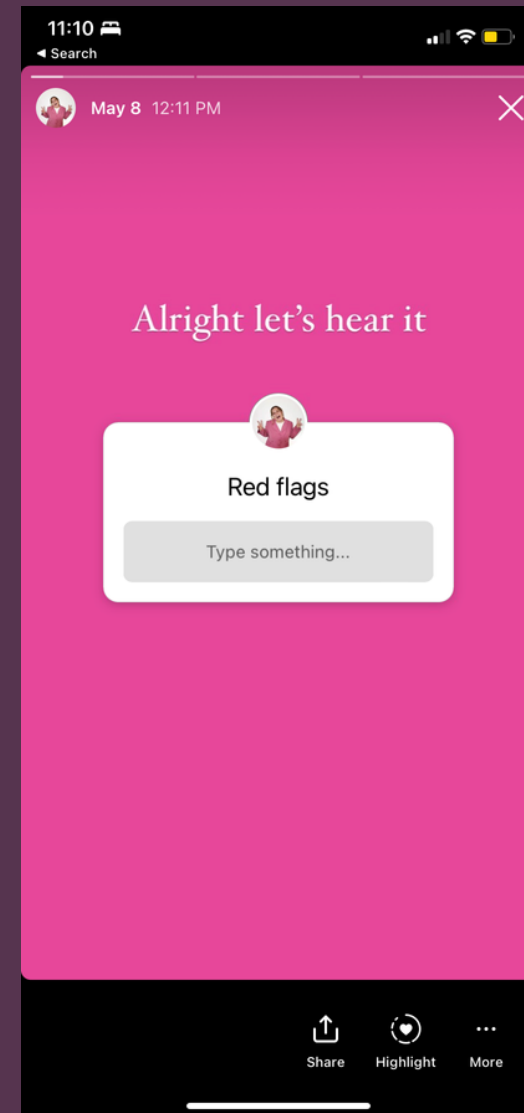 11:10
◄ Search
May 8 12:11 PM
Alright let's hear it
Red flags
Type something...
Share Highlight More